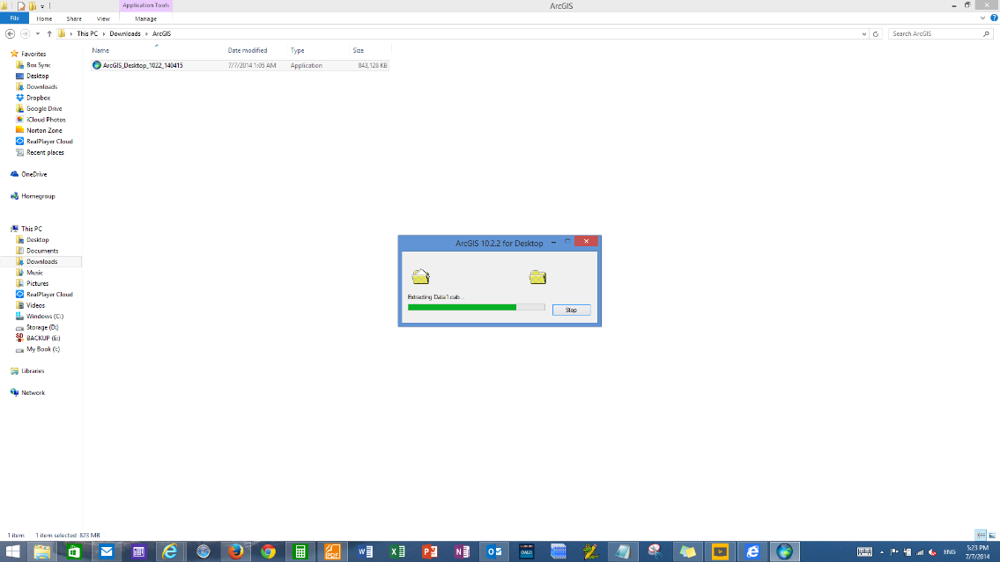 Application Tools
ArcGIS
File Home Share View Manage
This PC Downloads ArcGIS
Search ArcGIS
Name Date modified Type Size
ArcGIS_Desktop_1022_140415 7/7/2014 1:05 AM Application 843,128 KB
Favorites
Box Sync
Desktop
Downloads
Dropbox
Google Drive
iCloud Photos
Norton Zone
RealPlayer Cloud
Recent places
OneDrive
Homegroup
This PC
Desktop
Documents
Downloads
Music
Pictures
RealPlayer Cloud
Videos
Windows (C:)
Storage (D:)
BACKUP (E:)
My Book (I:)
Libraries
Network
ArcGIS 10.2.2 for Desktop
Extracting Data1.cab...
Stop
1 item 1 item selected 823 MB
PDF
ENG
5:23 PM
7/7/2014